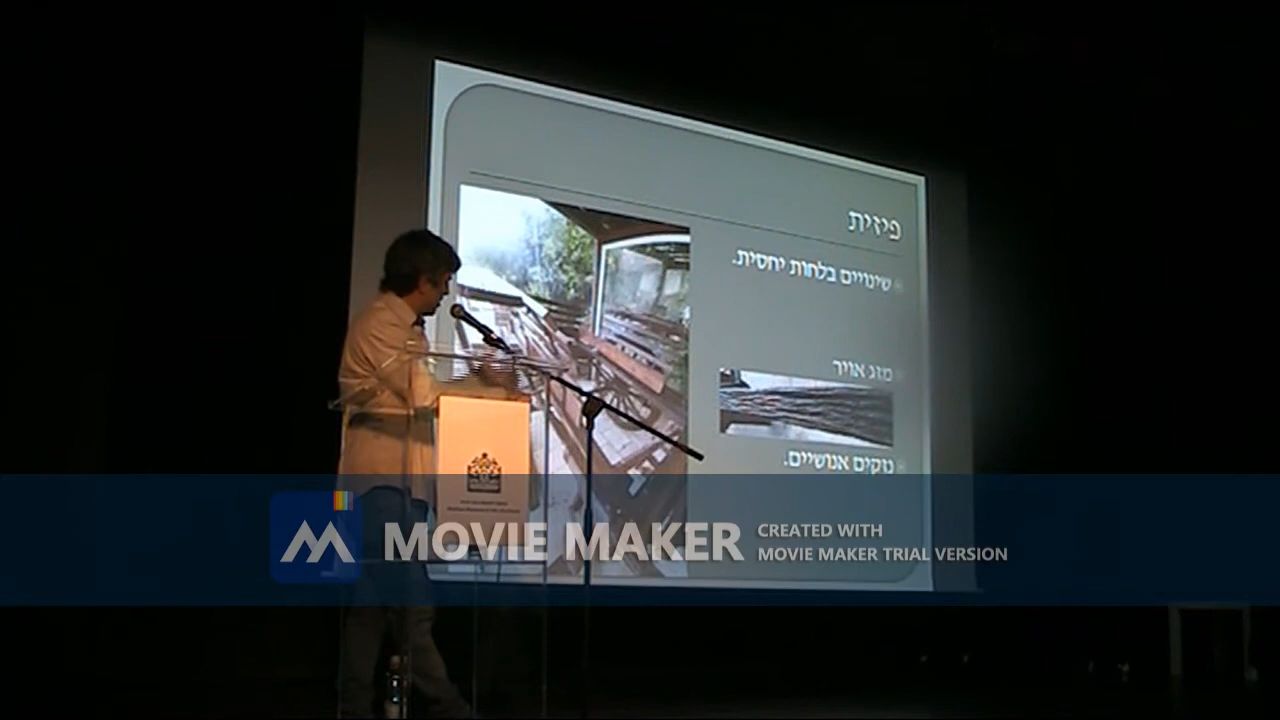 פיזית
שינויים בלחות יחסית.
מזג אויר
נזקים אנושיים.
MOVIE MAKER
CREATED WITH
MOVIE MAKER TRIAL VERSION